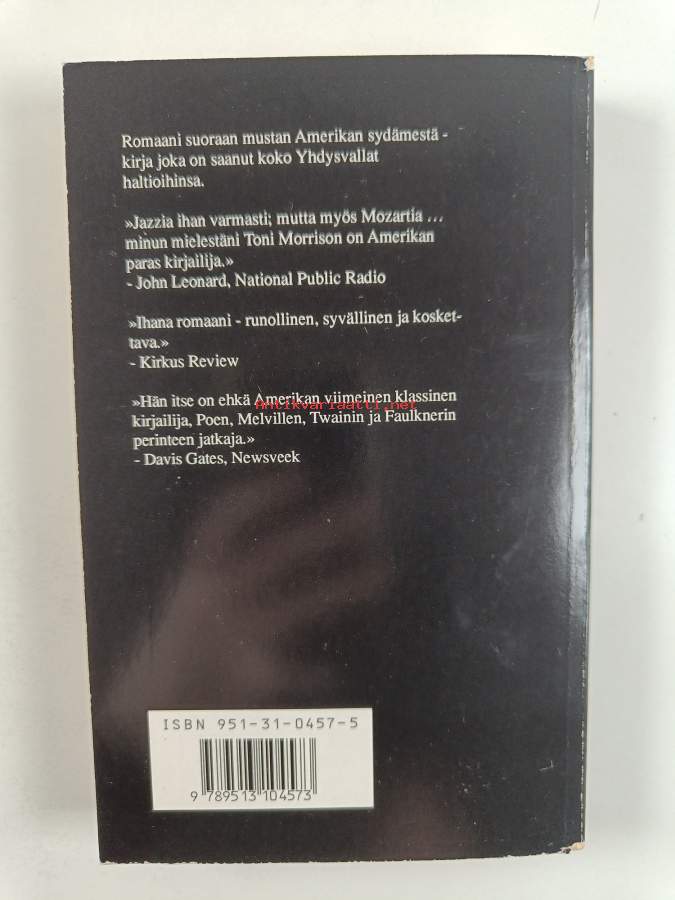 Romaani suoraan mustan Amerikan sydämestä -
kirja joka on saanut koko Yhdysvallat
haltioihinsa.
»Jazzia ihan varmasti; mutta myös Mozartia ...
minun mielestäni Toni Morrison on Amerikan
paras kirjailija.»
- John Leonard, National Public Radio
»Ihana romaani - runollinen, syvällinen ja kosket-
tava.»
- Kirkus Review
»Hän itse on ehkä Amerikan viimeinen klassinen
Antikvariaatti.net
kirjailija, Poen, Melvillen, Twainin ja Faulknerin
perinteen jatkaja.»
- Davis Gates, Newsveek
ISBN 951-31-0457-5
9 789513 104573